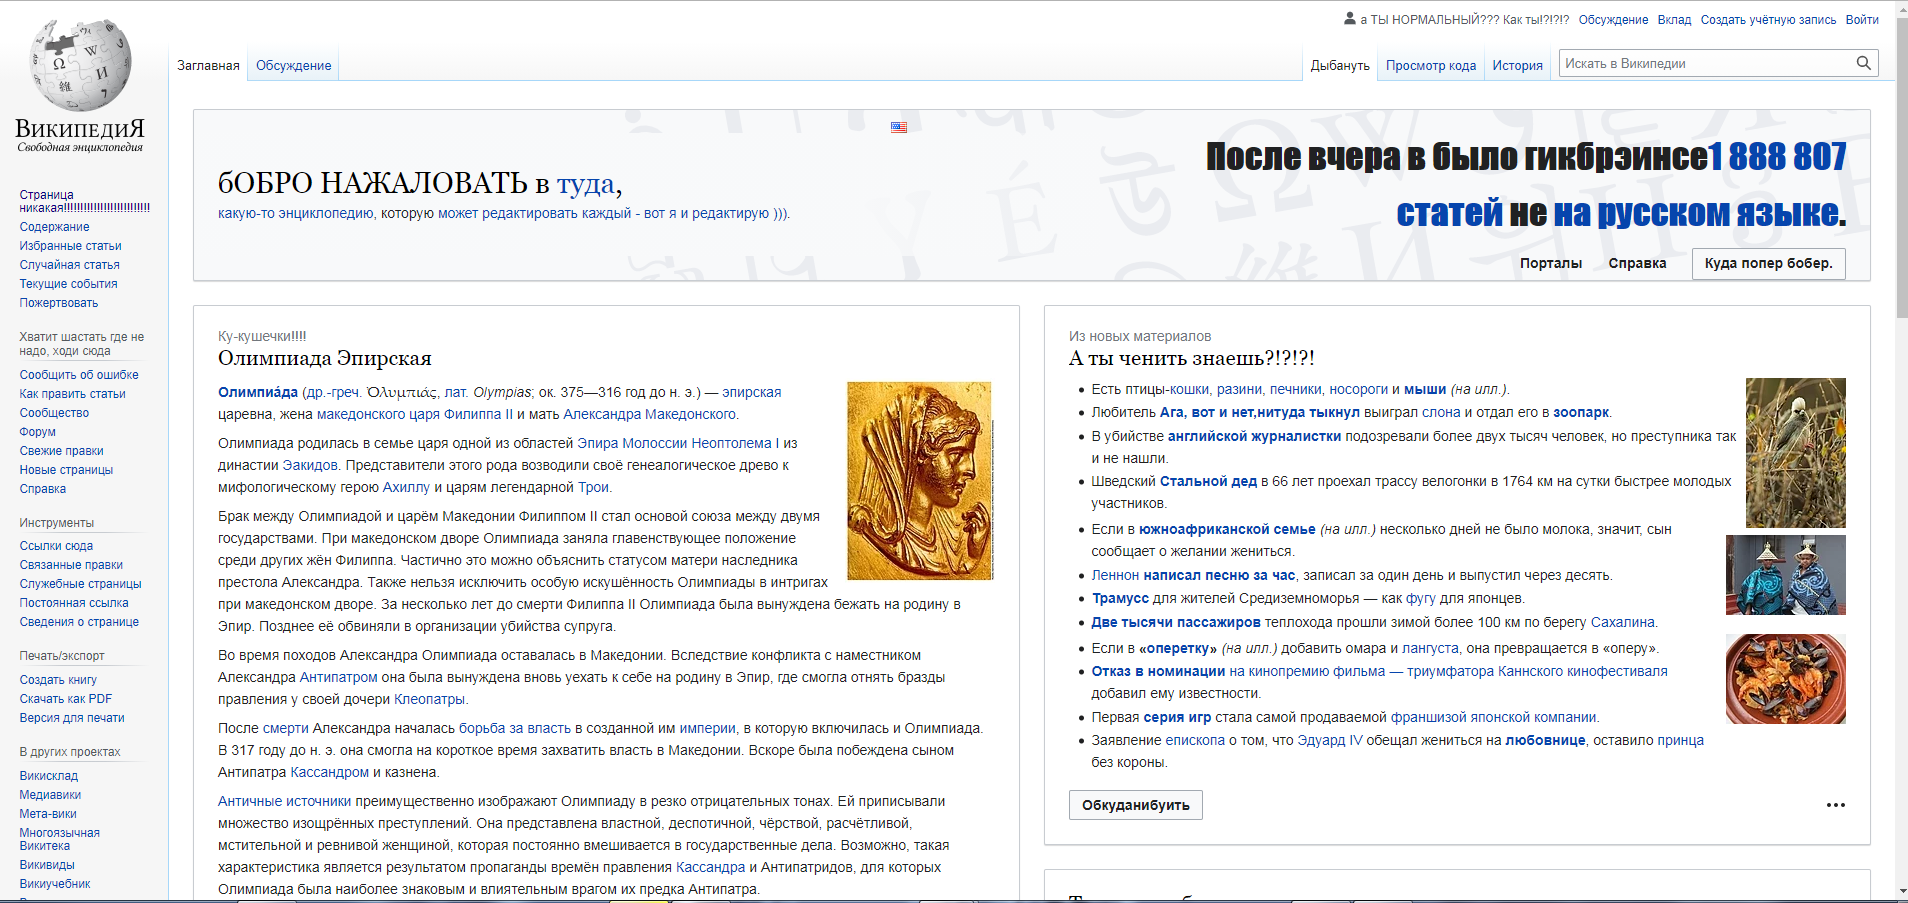 ВикипедиЯ
Свободная энциклопедия
Страница
никакая!!!!!!!!!!!!!!!!!!!!!!!!!!
Содержание
Избранные статьи
Случайная статья
Текущие события
Пожертвовать
Хватит шастать где не
надо, ходи сюда
Сообщить об ошибке
Как править статьи
Сообщество
Форум
Свежие правки
Новые страницы
Справка
Инструменты
Ссылки сюда
Связанные правки
Служебные страницы
Постоянная ссылка
Сведения о странице
Печать/экспорт
Создать книгу
Скачать как PDF
Версия для печати
В других проектах
Викисклад
Медиавики
Мета-вики
Многоязычная
Викитека
Викивиды
Викиучебник
а ТЫ НОРМАЛЬНЫЙ??? Как ты!?!?!? Обсуждение Вклад Создать учётную запись Войти
Заглавная Обсуждение Дыбануть Просмотр кода История Искать в Википедии
бОБРО НАЖАЛОВАТЬ в туда,
какую-то энциклопедию, которую может редактировать каждый - вот я и редактирую ))).
После вчера в было гикбрэинсе1 888 807
статей не на русском языке.
Порталы Справка Куда попер бобер.
Ку-кушечки!!!!
Олимпиада Эпирская
Олимпиа́да (др.-греч. Ὀλυμπιάς, лат. Olympias; ок. 375—316 год до н. э.) — эпирская
царевна, жена македонского царя Филиппа II и мать Александра Македонского.
Олимпиада родилась в семье царя одной из областей Эпира Молоссии Неоптолема I из
династии Эакидов. Представители этого рода возводили своё генеалогическое древо к
мифологическому герою Ахиллу и царям легендарной Трои.
Брак между Олимпиадой и царём Македонии Филиппом II стал основой союза между двумя
государствами. При македонском дворе Олимпиада заняла главенствующее положение
среди других жён Филиппа. Частично это можно объяснить статусом матери наследника
престола Александра. Также нельзя исключить особую искушённость Олимпиады в интригах
при македонском дворе. За несколько лет до смерти Филиппа II Олимпиада была вынуждена бежать на родину в
Эпир. Позднее её обвиняли в организации убийства супруга.
Во время походов Александра Олимпиада оставалась в Македонии. Вследствие конфликта с наместником
Александра Антипатром она была вынуждена вновь уехать к себе на родину в Эпир, где смогла отнять бразды
правления у своей дочери Клеопатры.
После смерти Александра началась борьба за власть в созданной им империи, в которую включилась и Олимпиада.
В 317 году до н. э. она смогла на короткое время захватить власть в Македонии. Вскоре была побеждена сыном
Антипатра Кассандром и казнена.
Античные источники преимущественно изображают Олимпиаду в резко отрицательных тонах. Ей приписывали
множество изощрённых преступлений. Она представлена властной, деспотичной, чёрствой, расчётливой,
мстительной и ревнивой женщиной, которая постоянно вмешивается в государственные дела. Возможно, такая
характеристика является результатом пропаганды времён правления Кассандра и Антипатридов, для которых
Олимпиада была наиболее знаковым и влиятельным врагом их предка Антипатра.
Из новых материалов
А ты ченить знаешь?!?!?!
Есть птицы-кошки, разини, печники, носороги и мыши (на илл.).
Любитель Ага, вот и нет,нитуда тыкнул выиграл слона и отдал его в зоопарк.
В убийстве английской журналистки подозревали более двух тысяч человек, но преступника так
и не нашли.
Шведский Стальной дед в 66 лет проехал трассу велогонки в 1764 км на сутки быстрее молодых
участников.
Если в южноафриканской семье (на илл.) несколько дней не было молока, значит, сын
сообщает о желании жениться.
Леннон написал песню за час, записал за один день и выпустил через десять.
Трамусс для жителей Средиземноморья — как фугу для японцев.
Две тысячи пассажиров теплохода прошли зимой более 100 км по берегу Сахалина.
Если в «оперетку» (на илл.) добавить омара и лангуста, она превращается в «оперу».
Отказ в номинации на кинопремию фильма — триумфатора Каннского кинофестиваля
добавил ему известности.
Первая серия игр стала самой продаваемой франшизой японской компании.
Заявление епископа о том, что Эдуард IV обещал жениться на любовнице, оставило принца
без короны.
Обкуданибуить